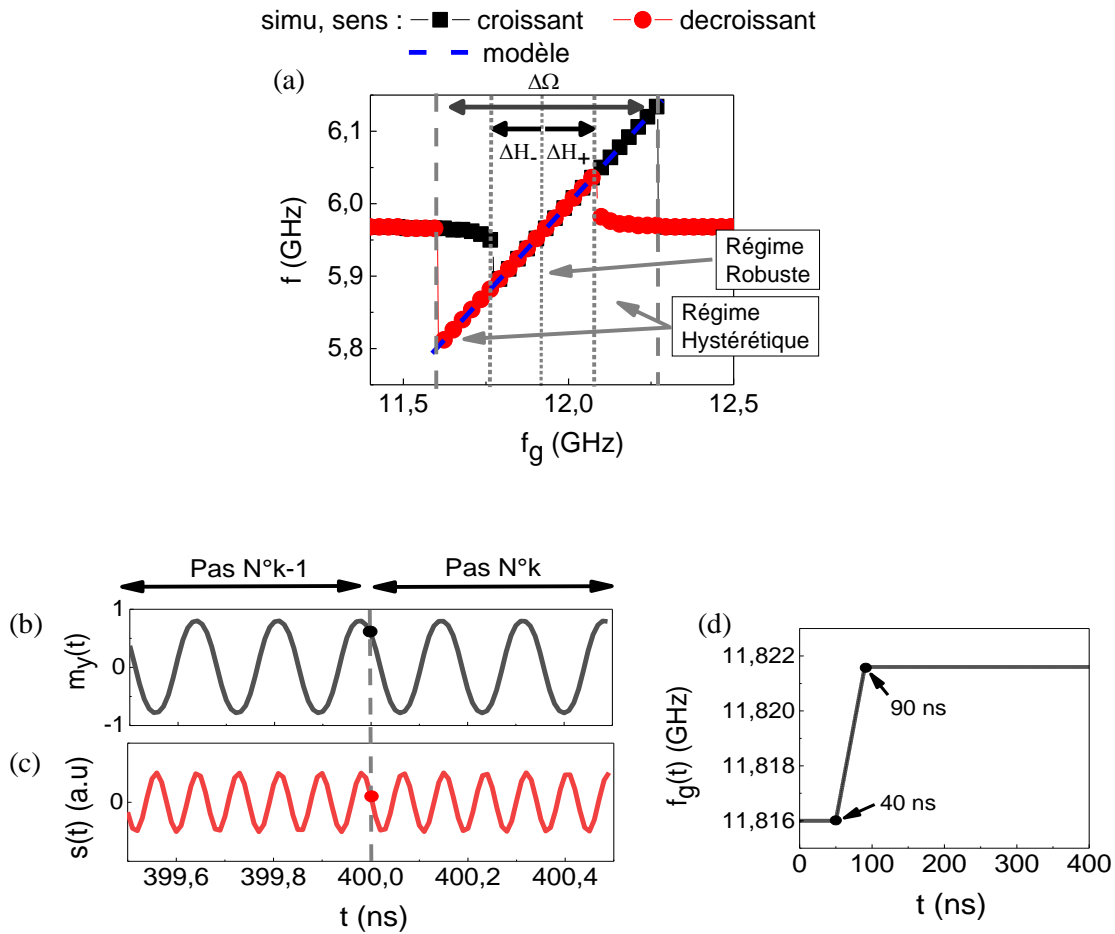 simu, sens : croissant decroissant
modèle
(a)
ΔΩ
ΔH- ΔH+
6,1
6,0
5,9
5,8
f (GHz)
Régime
Robuste
Régime
Hystérétique
11,5 12,0 12,5
fg (GHz)
Pas N°k-1 Pas N°k
(b)
1
0
-1
my(t)
(c)
0
s(t) (a.u)
399,6 399,8 400,0 400,2 400,4
t (ns)
(d)
11,822
11,820
11,818
11,816
fg(t) (GHz)
90 ns
40 ns
0 100 200 300 400
t (ns)